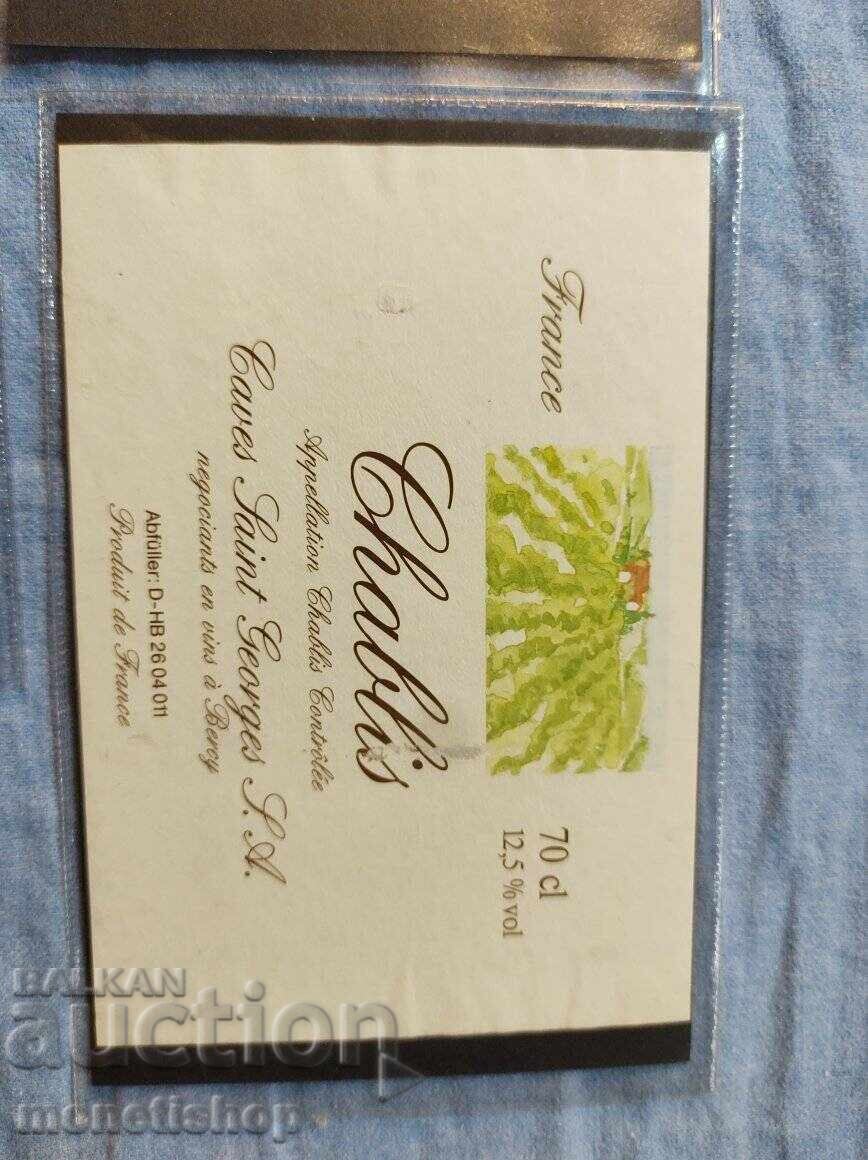 France
70 cl
12,5 % vol
Chablis
Appellation Chablis Contrôlée
Caves Saint Georges S.A.
negociants en vins à Bercy
Abfüller: D-HB 26 04 011
Produit de France
BALKAN
auction
monetishop